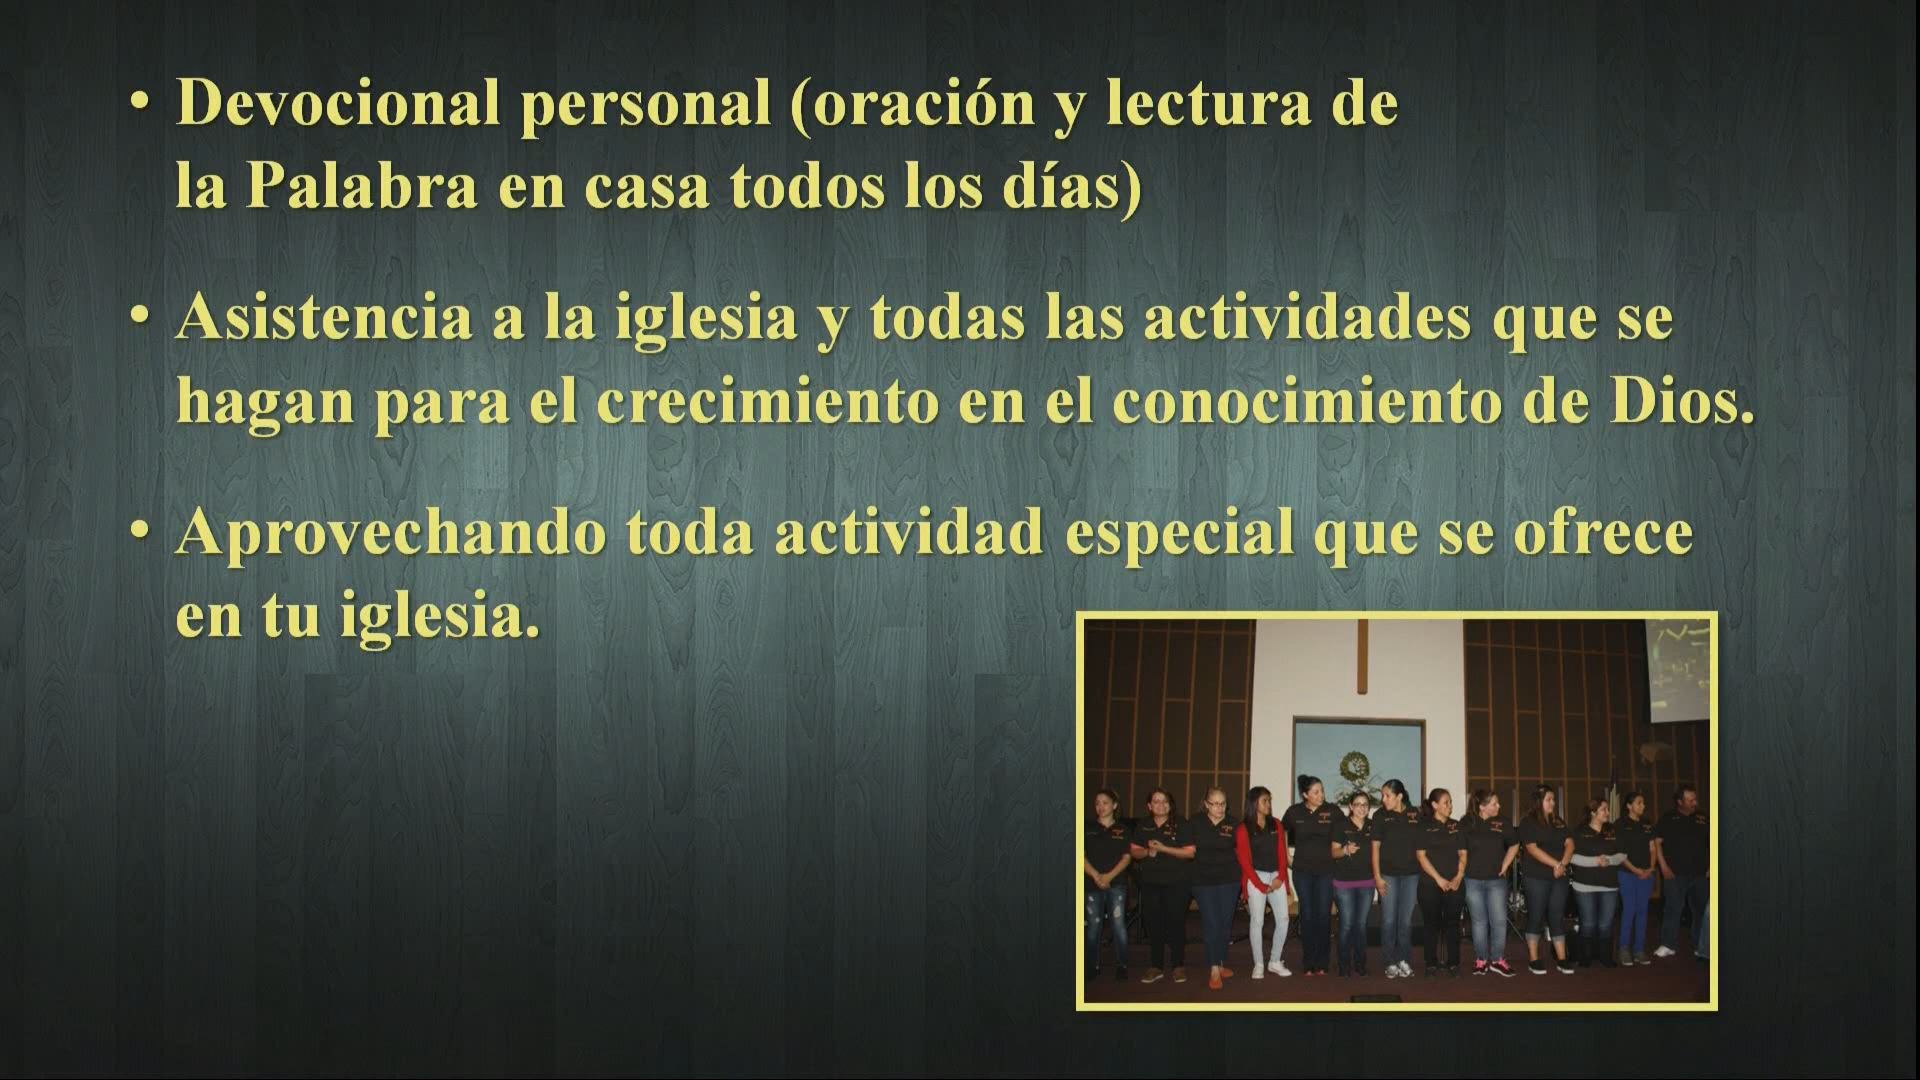 • Devocional personal (oración y lectura de
la Palabra en casa todos los días)
• Asistencia a la iglesia y todas las actividades que se
hagan para el crecimiento en el conocimiento de Dios.
• Aprovechando toda actividad especial que se ofrece
en tu iglesia.